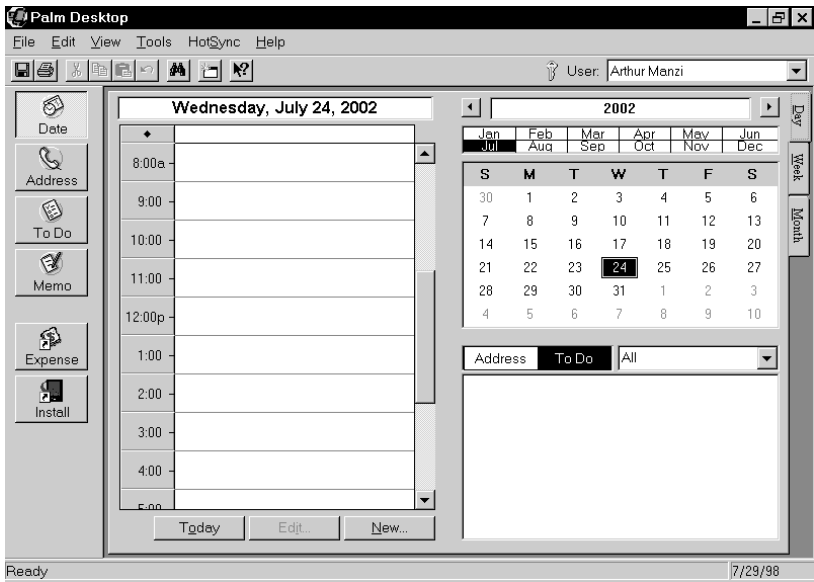 Palm Desktop
File Edit View Tools HotSync Help
User: Arthur Manzi
Date
Address
To Do
Memo
Expense
Install
Wednesday, July 24, 2002
8:00a
9:00
10:00
11:00
12:00p
1:00
2:00
3:00
4:00
5:00
Today Edit... New...
2002
Jan Feb Mar Apr May Jun
Jul Aug Sep Oct Nov Dec
S M T W T F S
30 1 2 3 4 5 6
7 8 9 10 11 12 13
14 15 16 17 18 19 20
21 22 23 24 25 26 27
28 29 30 31 1 2 3
4 5 6 7 8 9 10
Address To Do All
Day
Week
Month
Ready 7/29/98